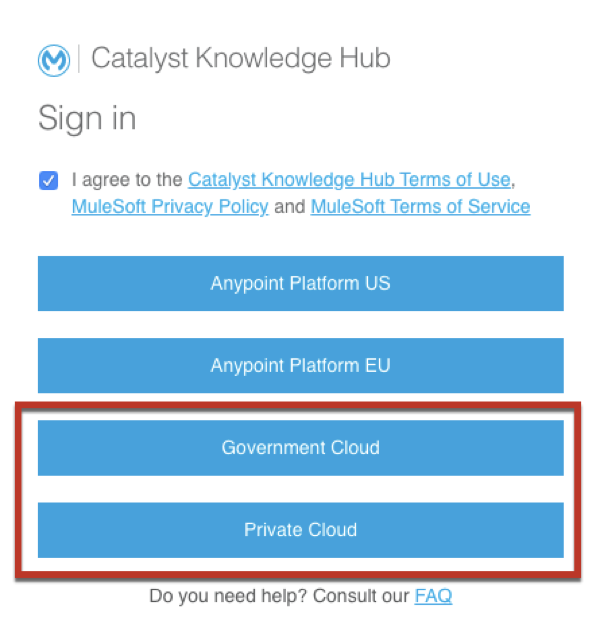 Catalyst Knowledge Hub
Sign in
I agree to the Catalyst Knowledge Hub Terms of Use,
MuleSoft Privacy Policy and MuleSoft Terms of Service
Anypoint Platform US
Anypoint Platform EU
Government Cloud
Private Cloud
Do you need help? Consult our FAQ